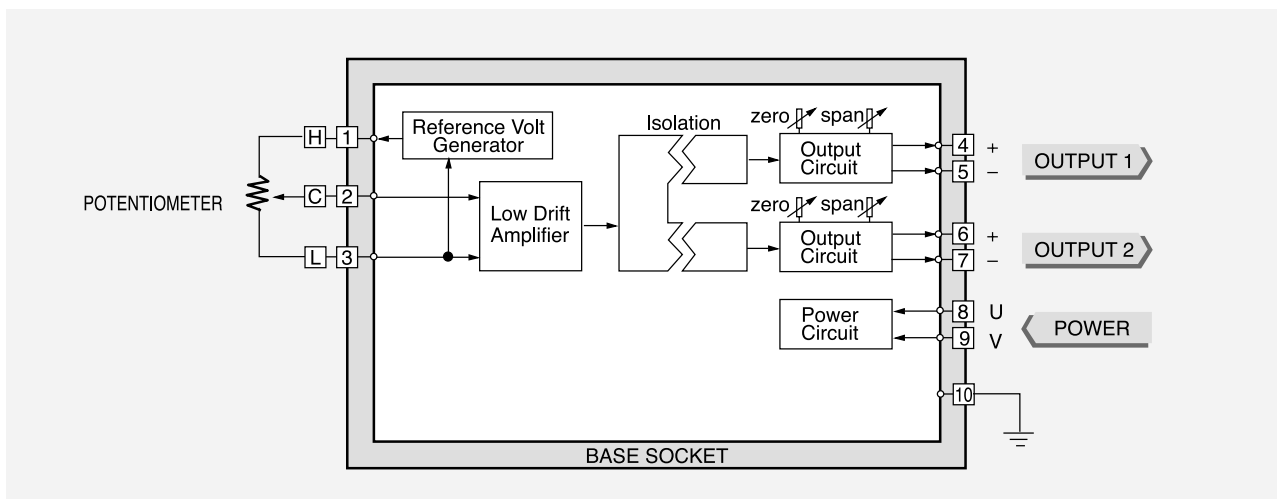 POTENTIOMETER
H 1
C 2
L 3
Reference Volt
Generator
Low Drift
Amplifier
Isolation
zero span
Output
Circuit
4 +
5 −
OUTPUT 1
zero span
Output
Circuit
6 +
7 −
OUTPUT 2
Power
Circuit
8 U
9 V
POWER
10
BASE SOCKET